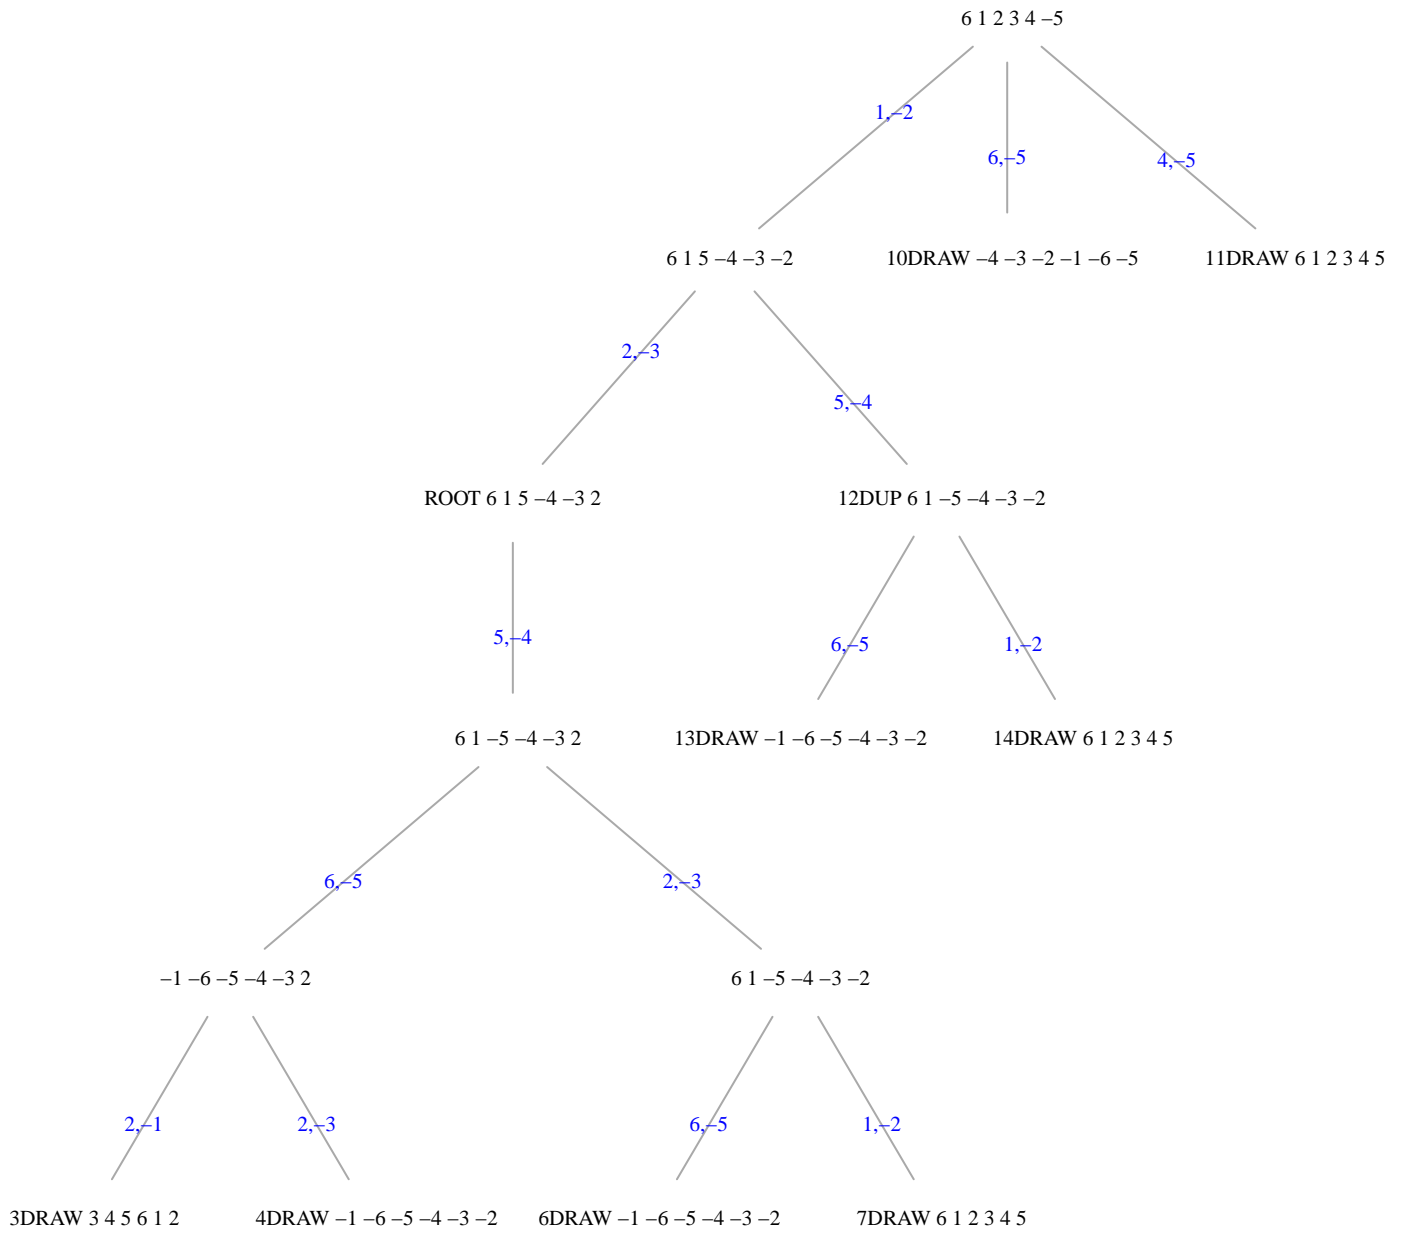 6 1 2 3 4 –5
1,–2
6,–5
4,–5
6 1 5 –4 –3 –2
10DRAW –4 –3 –2 –1 –6 –5
11DRAW 6 1 2 3 4 5
2,–3
5,–4
ROOT 6 1 5 –4 –3 2
12DUP 6 1 –5 –4 –3 –2
5,–4
6,–5
1,–2
6 1 –5 –4 –3 2
13DRAW –1 –6 –5 –4 –3 –2
14DRAW 6 1 2 3 4 5
6,–5
2,–3
–1 –6 –5 –4 –3 2
6 1 –5 –4 –3 –2
2,–1
2,–3
6,–5
1,–2
3DRAW 3 4 5 6 1 2
4DRAW –1 –6 –5 –4 –3 –2
6DRAW –1 –6 –5 –4 –3 –2
7DRAW 6 1 2 3 4 5